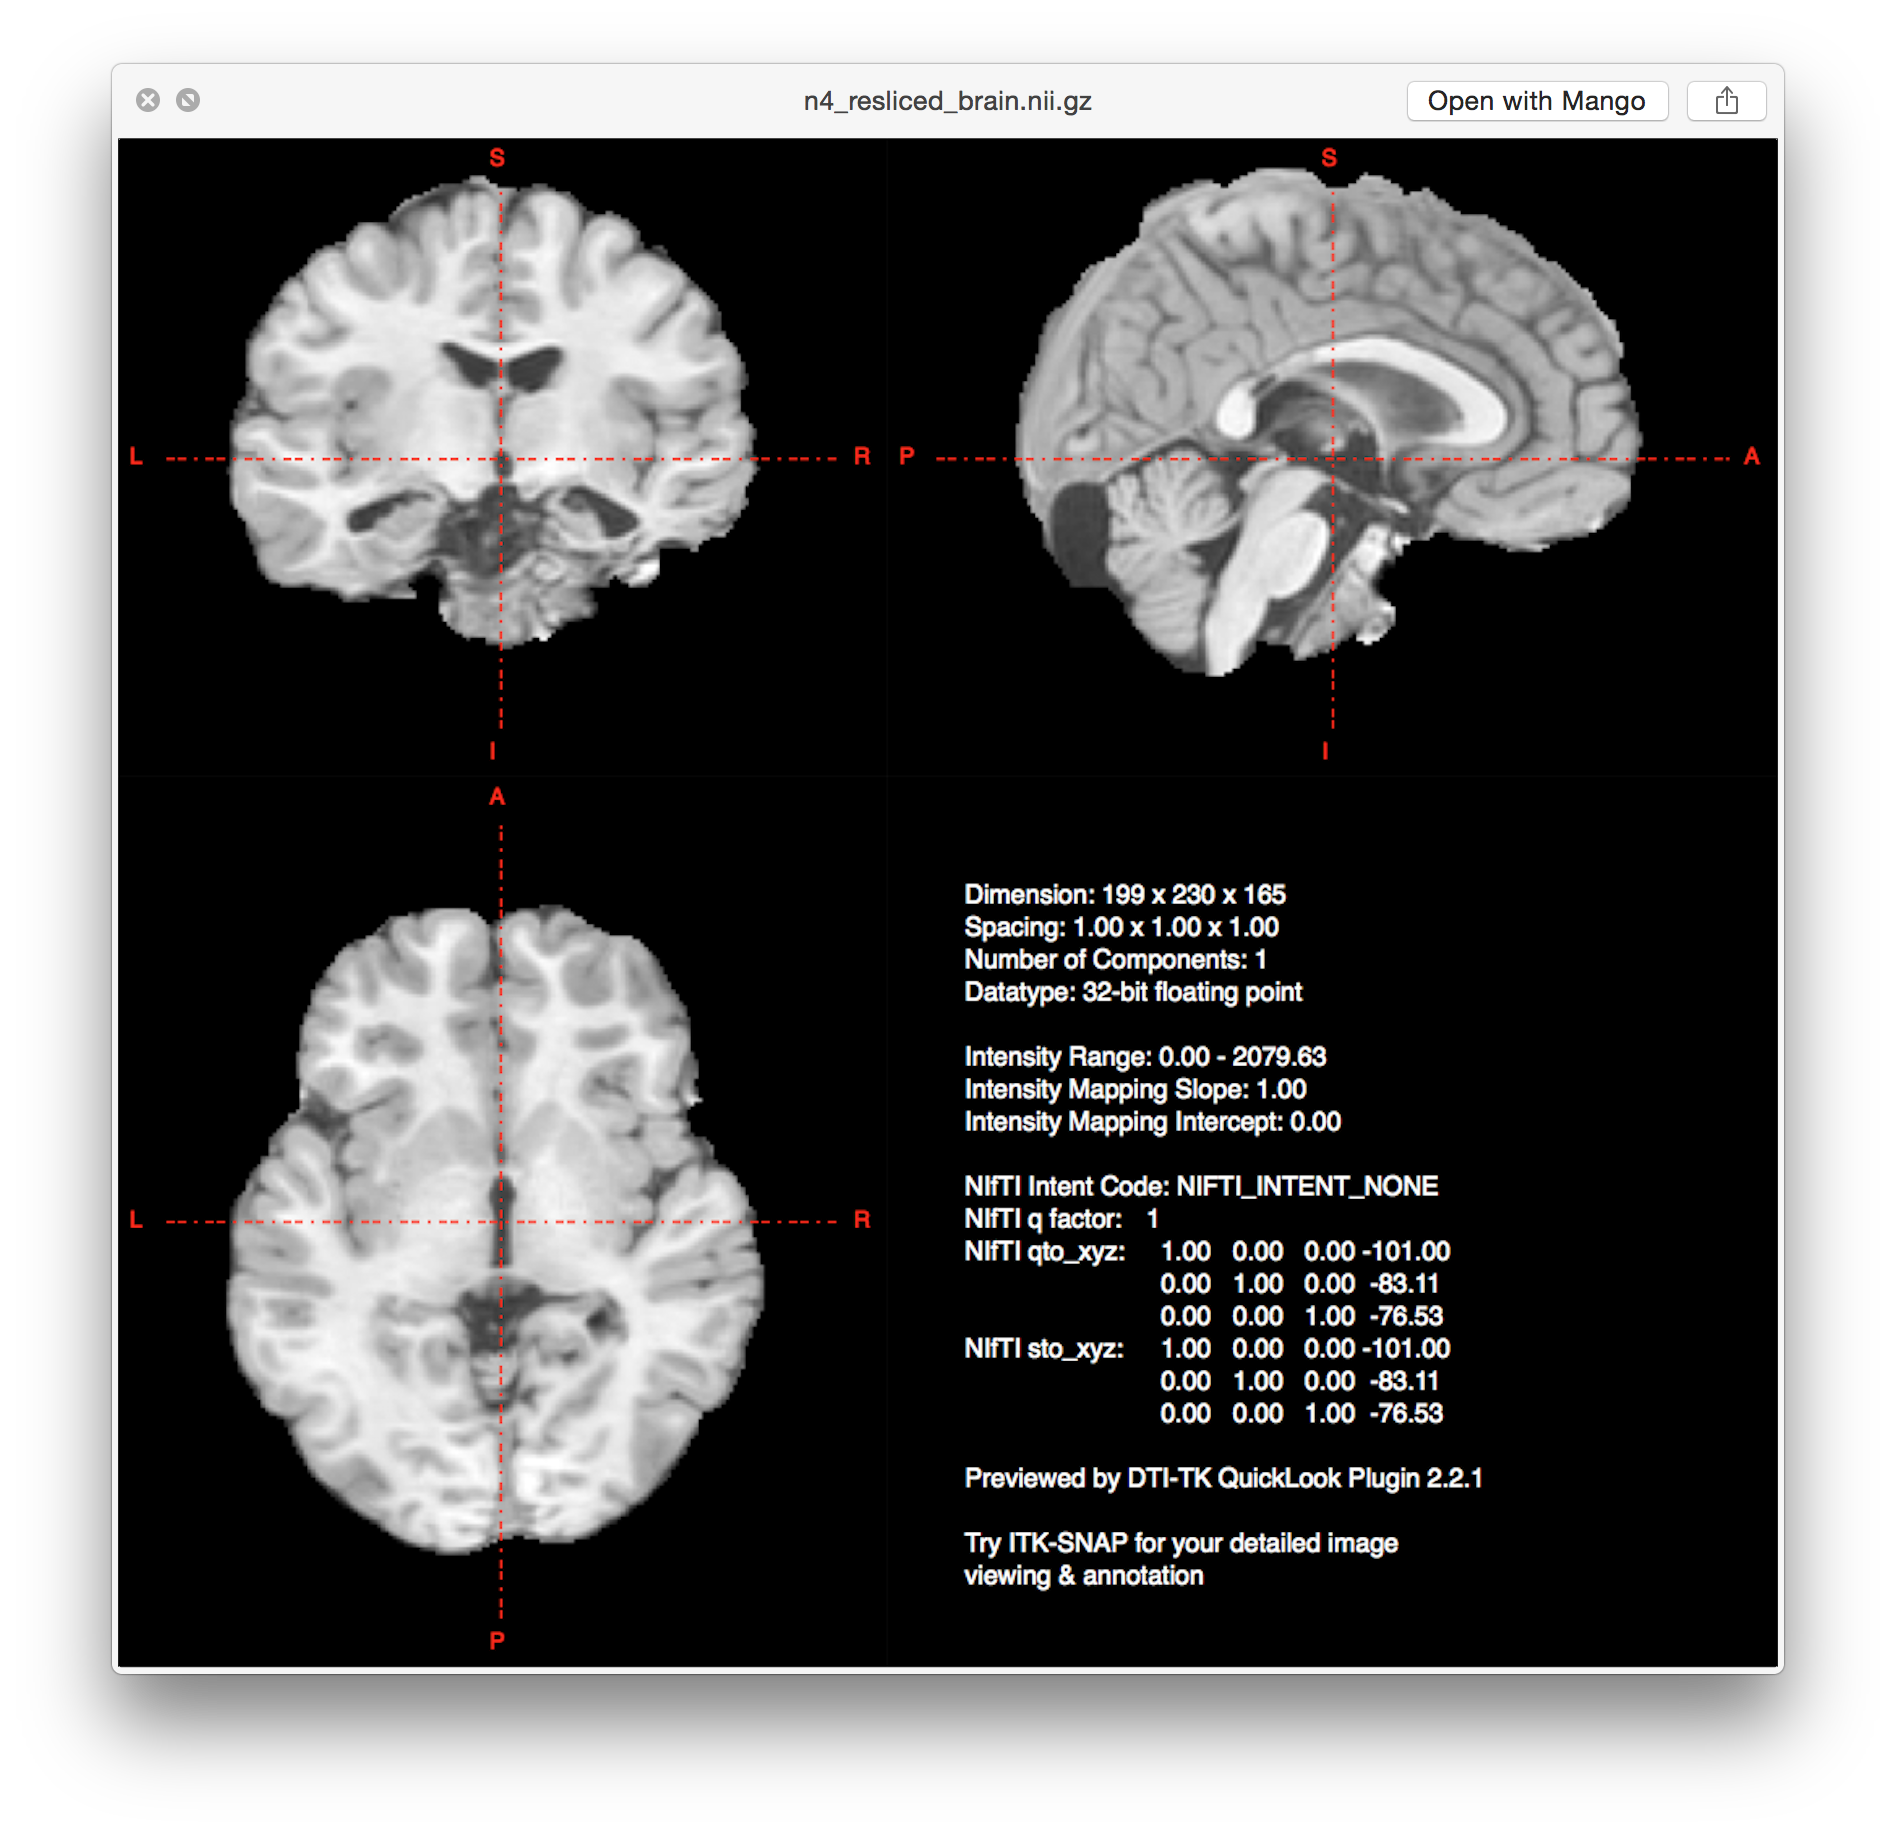 n4_resliced_brain.nii.gz
Open with Mango
S
L R
I
S
P A
I
A
L R
P
Dimension: 199 x 230 x 165
Spacing: 1.00 x 1.00 x 1.00
Number of Components: 1
Datatype: 32-bit floating point
Intensity Range: 0.00 - 2079.63
Intensity Mapping Slope: 1.00
Intensity Mapping Intercept: 0.00
NIfTI Intent Code: NIFTI_INTENT_NONE
NIfTI q factor: 1
NIfTI qto_xyz: 1.00 0.00 0.00 -101.00
0.00 1.00 0.00 -83.11
0.00 0.00 1.00 -76.53
NIfTI sto_xyz: 1.00 0.00 0.00 -101.00
0.00 1.00 0.00 -83.11
0.00 0.00 1.00 -76.53
Previewed by DTI-TK QuickLook Plugin 2.2.1
Try ITK-SNAP for your detailed image
viewing & annotation